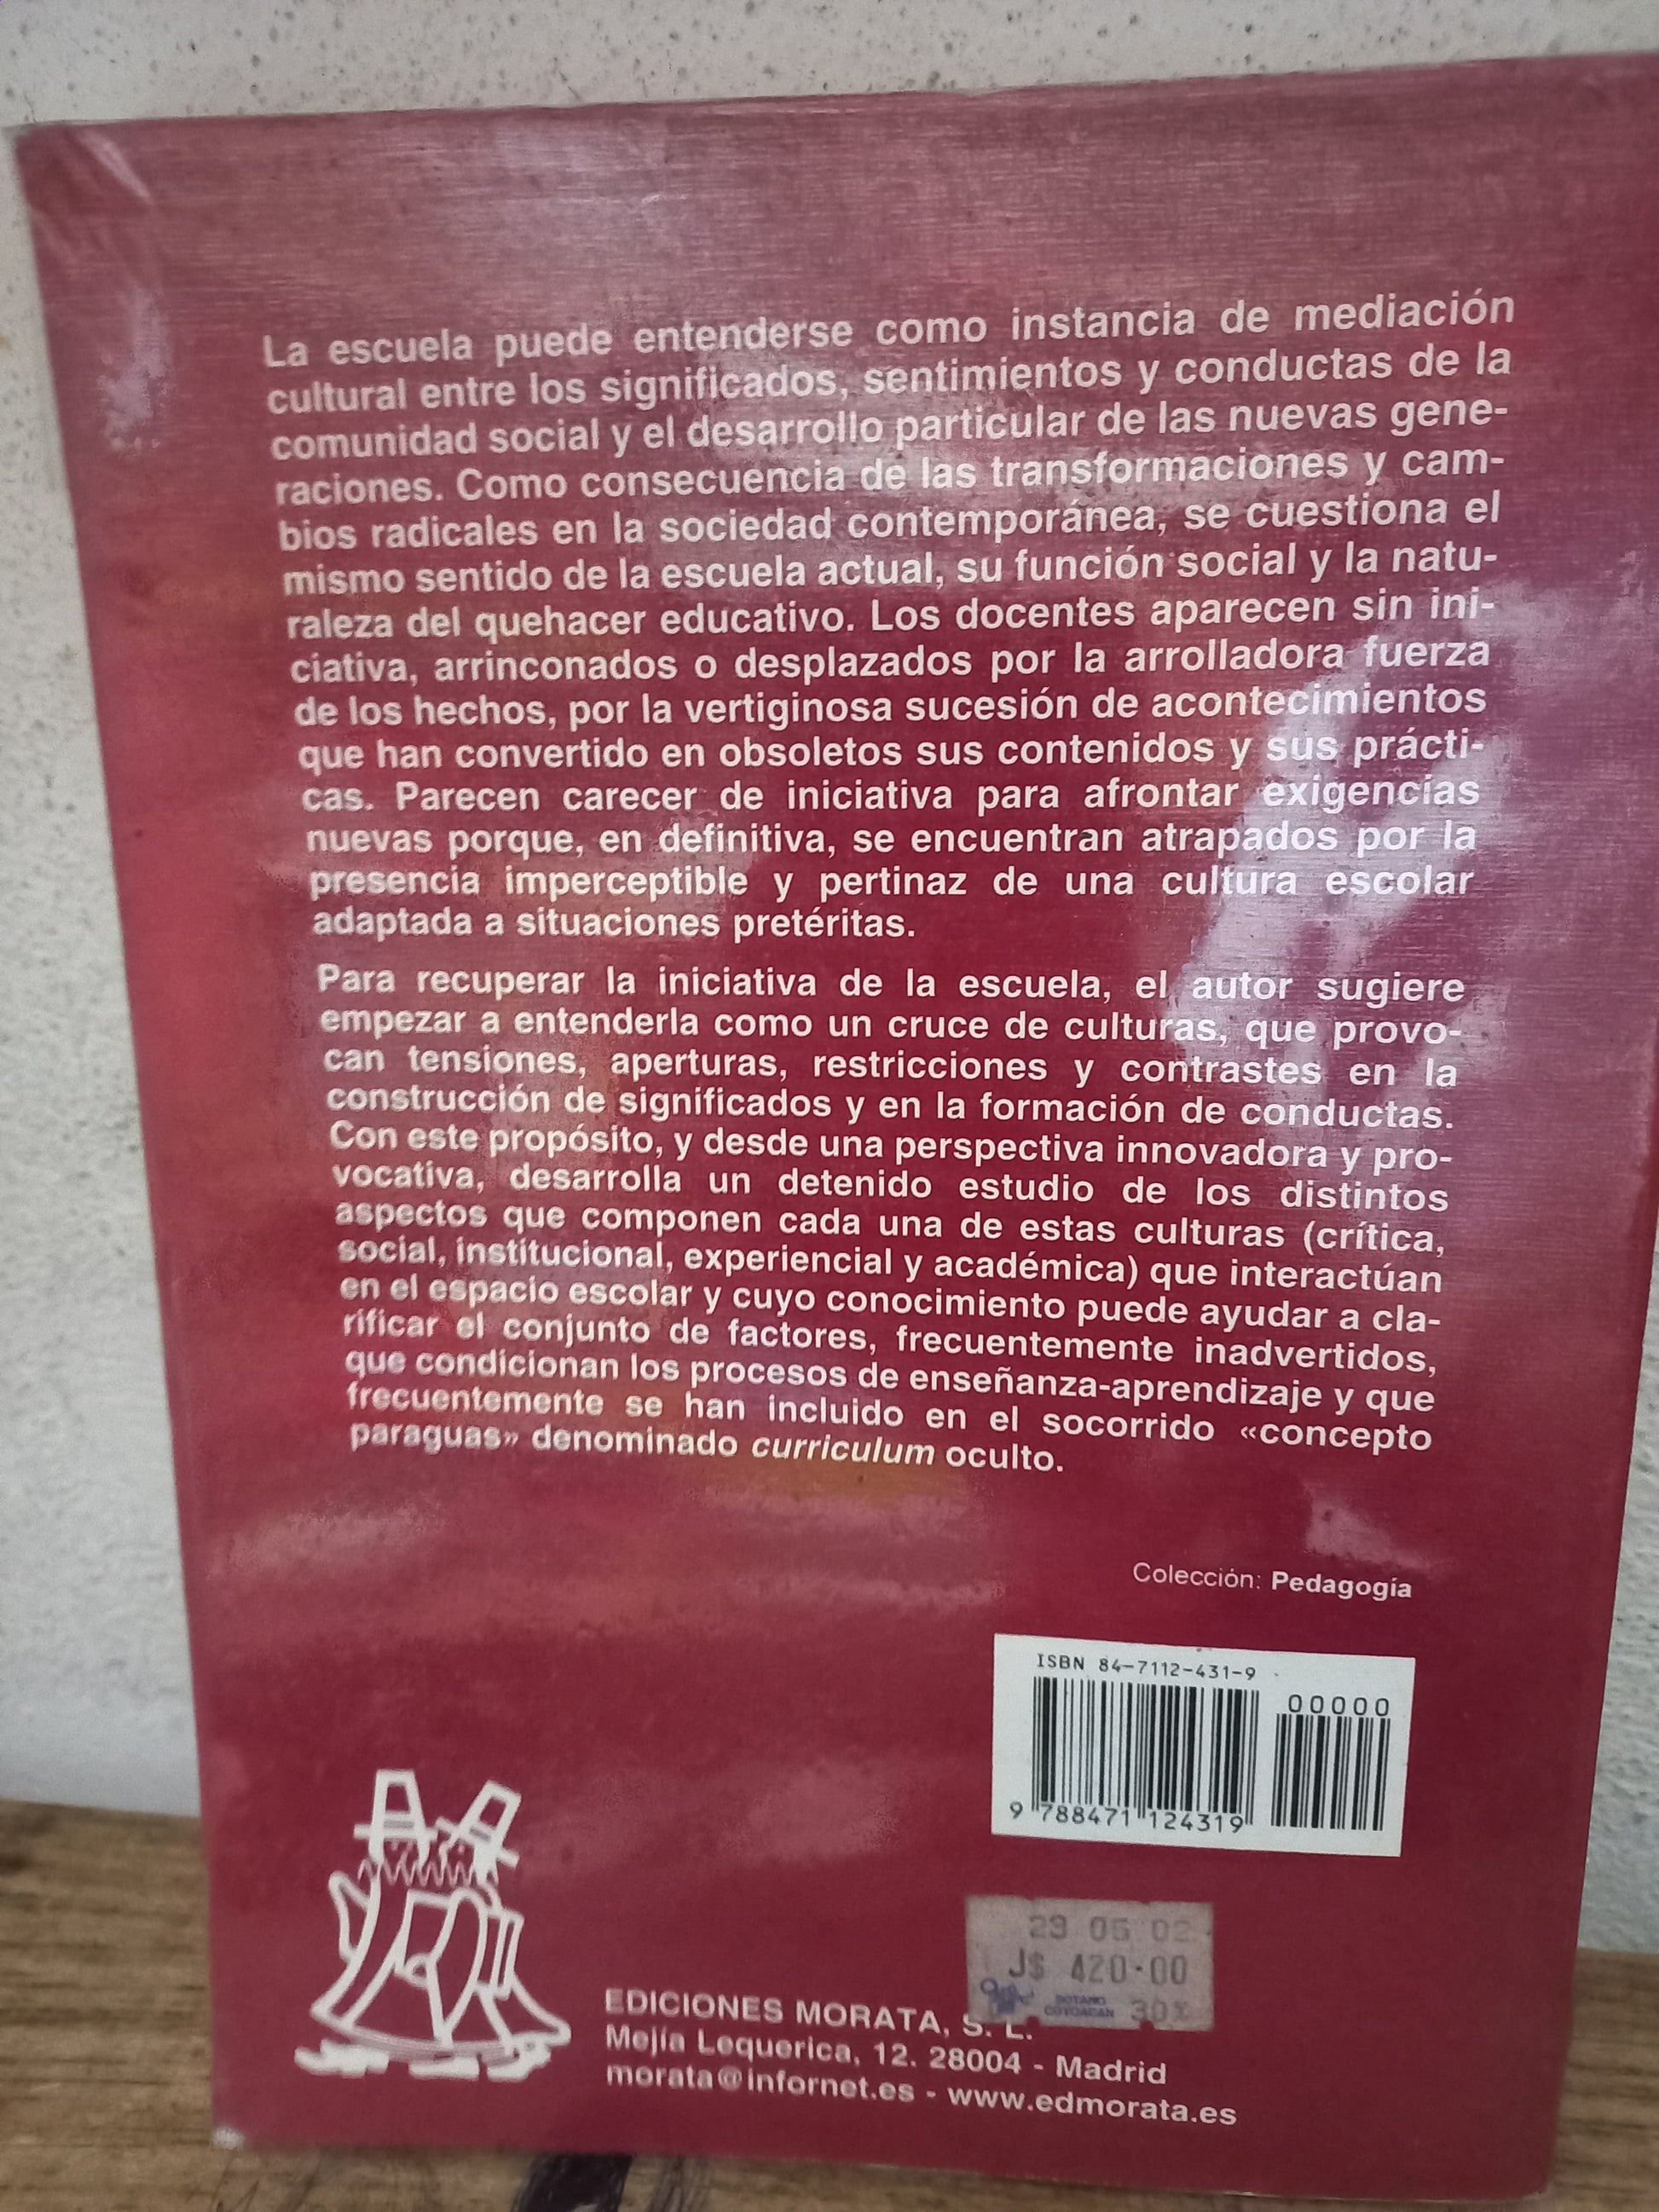 La escuela puede entenderse como instancia de mediación
cultural entre los significados, sentimientos y conductas de la
comunidad social y el desarrollo particular de las nuevas gene-
raciones. Como consecuencia de las transformaciones y cam-
bios radicales en la sociedad contemporánea, se cuestiona el
mismo sentido de la escuela actual, su función social y la natu-
raleza del quehacer educativo. Los docentes aparecen sin ini-
ciativa, arrinconados o desplazados por la arrolladora fuerza
de los hechos, por la vertiginosa sucesión de acontecimientos
que han convertido en obsoletos sus contenidos y sus prácti-
cas. Parecen carecer de iniciativa para afrontar exigencias
nuevas porque, en definitiva, se encuentran atrapados por la
presencia imperceptible y pertinaz de una cultura escolar
adaptada a situaciones pretéritas.
Para recuperar la iniciativa de la escuela, el autor sugiere
empezar a entenderla como un cruce de culturas, que provo-
can tensiones, aperturas, restricciones y contrastes en la
construcción de significados y en la formación de conductas.
Con este propósito, y desde una perspectiva innovadora y pro-
vocativa, desarrolla un detenido estudio de los distintos
aspectos que componen cada una de estas culturas (crítica,
social, institucional, experiencial y académica) que interactúan
en el espacio escolar y cuyo conocimiento puede ayudar a cla-
rificar el conjunto de factores, frecuentemente inadvertidos,
que condicionan los procesos de enseñanza-aprendizaje y que
frecuentemente se han incluido en el socorrido «concepto
paraguas» denominado curriculum oculto.
Colección: Pedagogía
ISBN 84-7112-431-9
00000
9 788471 124319
29 05 02
J$ 420·00
COYOACAN 30%
EDICIONES MORATA, S. L.
Mejía Lequerica, 12. 28004 - Madrid
morata@infornet.es - www.edmorata.es